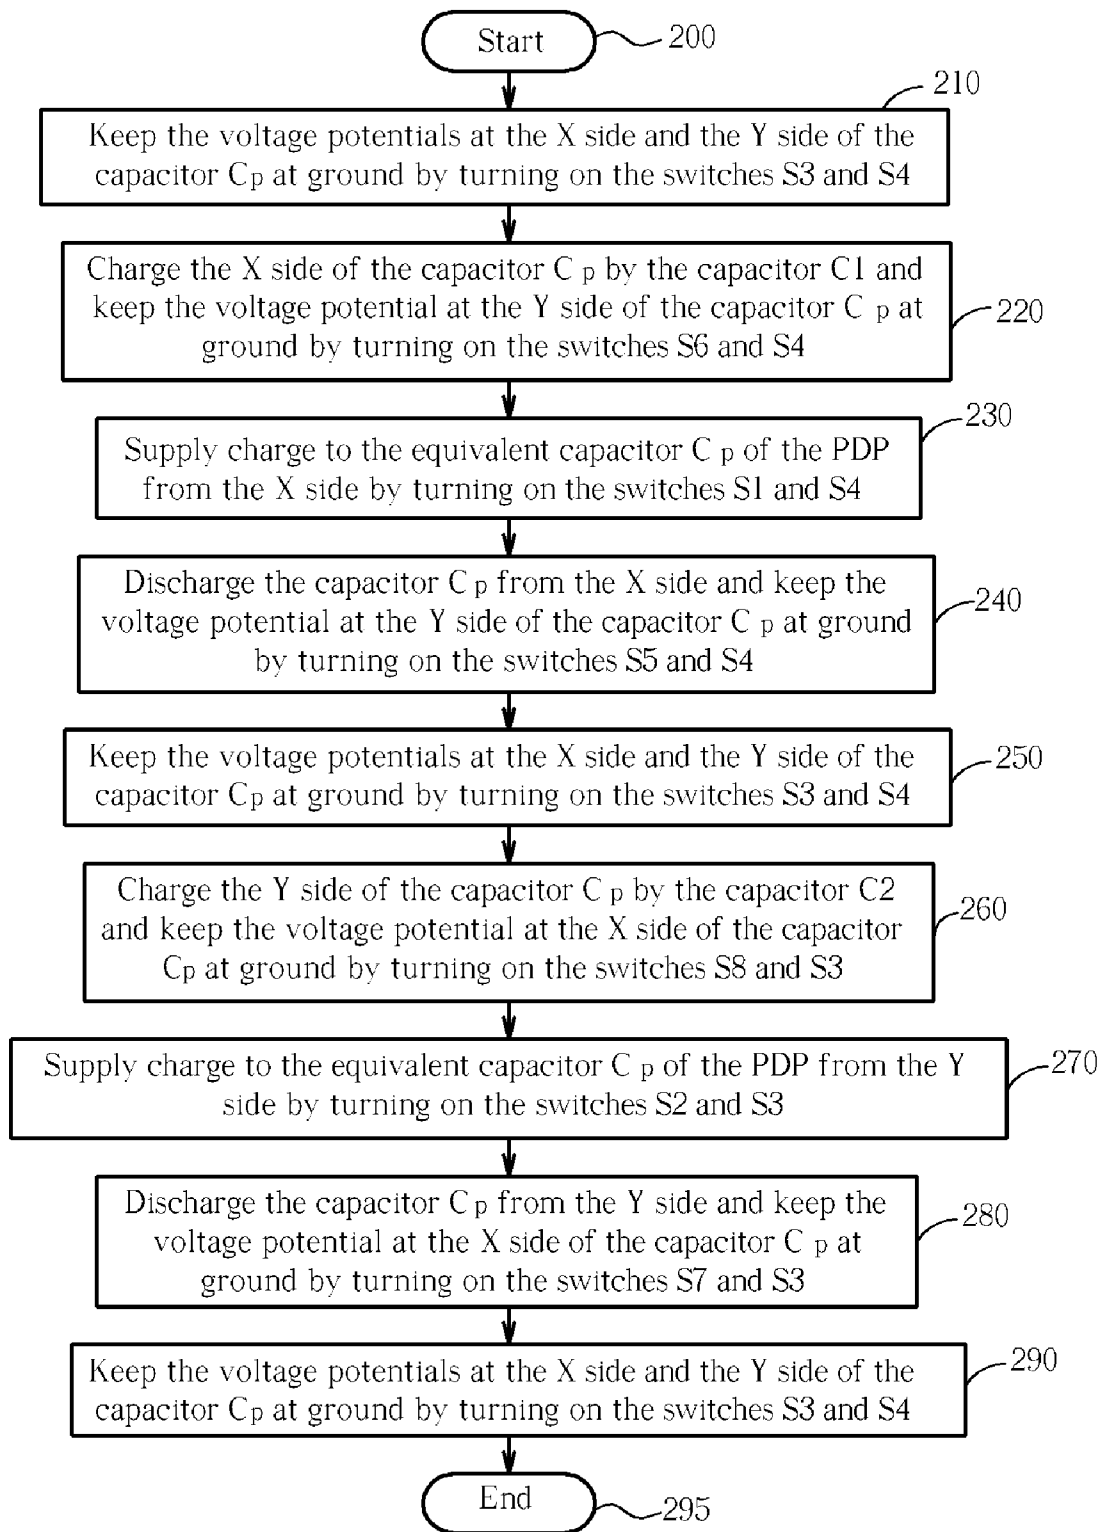 Start
200
210
Keep the voltage potentials at the X side and the Y side of the
capacitor Cp at ground by turning on the switches S3 and S4
Charge the X side of the capacitor Cp by the capacitor C1 and
keep the voltage potential at the Y side of the capacitor Cp at
ground by turning on the switches S6 and S4
220
230
Supply charge to the equivalent capacitor Cp of the PDP
from the X side by turning on the switches S1 and S4
Discharge the capacitor Cp from the X side and keep the
voltage potential at the Y side of the capacitor Cp at ground
by turning on the switches S5 and S4
240
Keep the voltage potentials at the X side and the Y side of the
capacitor Cp at ground by turning on the switches S3 and S4
250
Charge the Y side of the capacitor Cp by the capacitor C2
and keep the voltage potential at the X side of the capacitor
Cp at ground by turning on the switches S8 and S3
260
Supply charge to the equivalent capacitor Cp of the PDP from the Y
side by turning on the switches S2 and S3
270
Discharge the capacitor Cp from the Y side and keep the
voltage potential at the X side of the capacitor Cp at
ground by turning on the switches S7 and S3
280
Keep the voltage potentials at the X side and the Y side of the
capacitor Cp at ground by turning on the switches S3 and S4
290
End
295